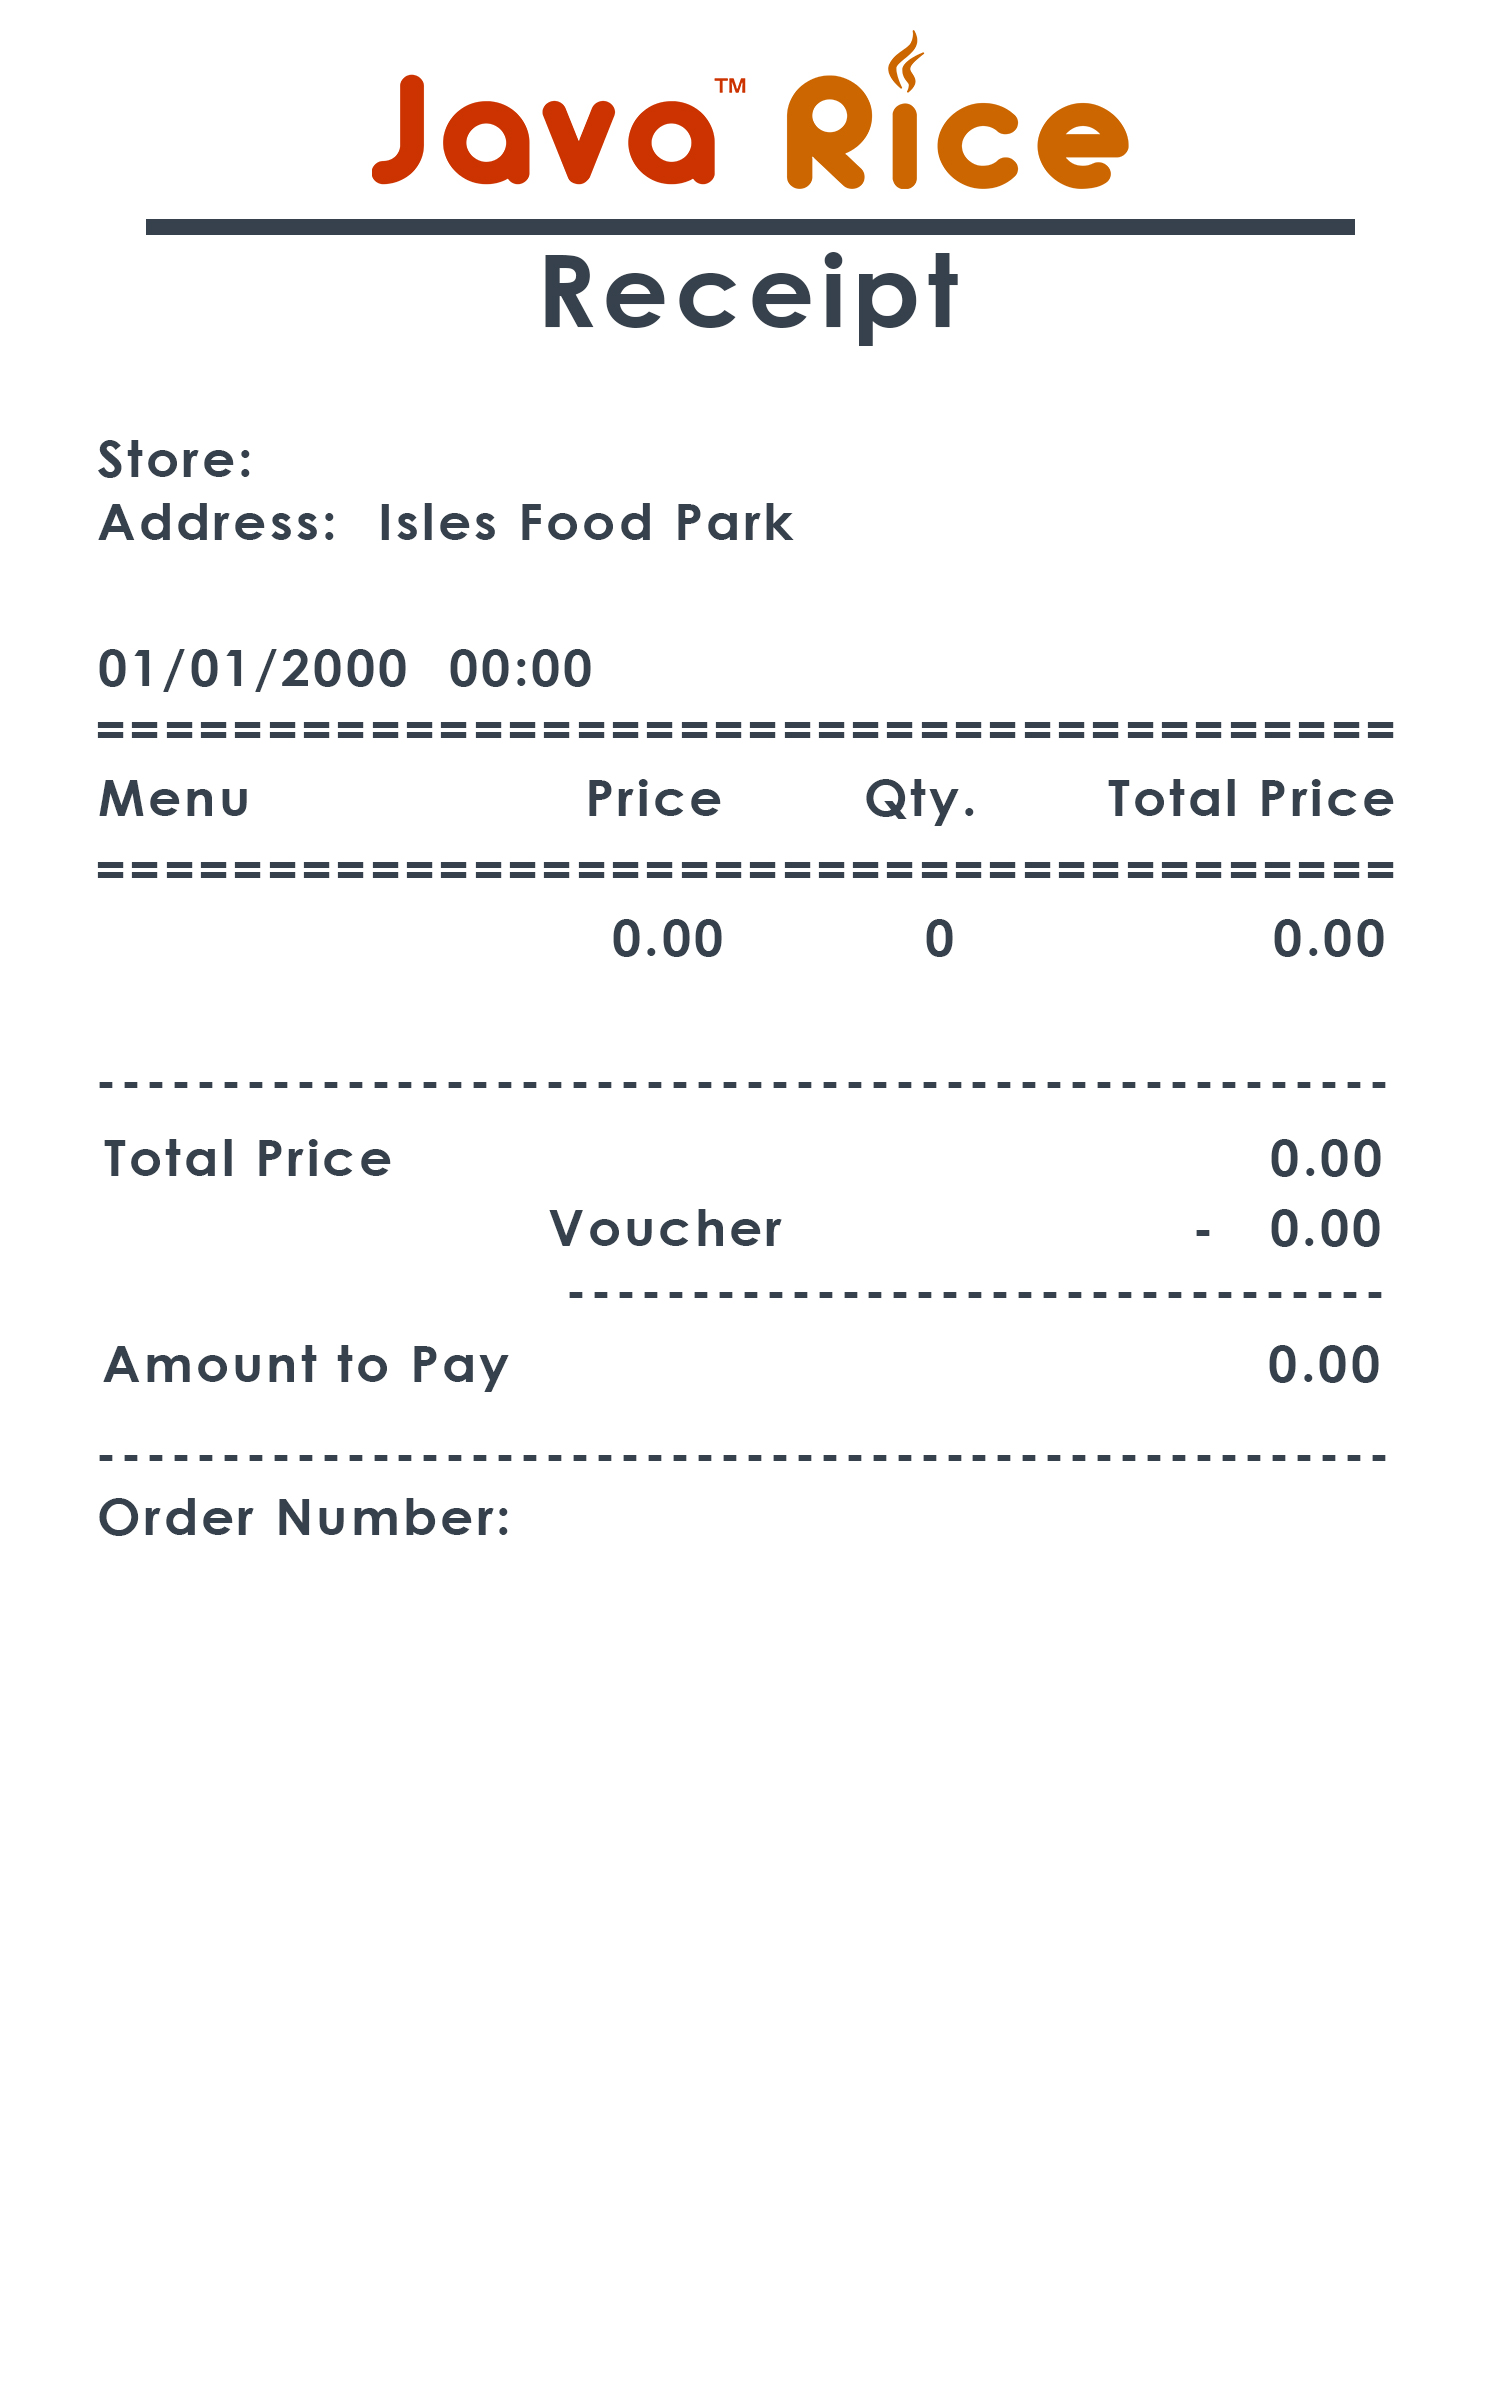 Java™ Rice
Receipt
Store:
Address: Isles Food Park
01/01/2000 00:00
======================================
Menu Price Qty. Total Price
======================================
0.00 0 0.00
----------------------------------------------------
Total Price 0.00
Voucher - 0.00
---------------------------------
Amount to Pay 0.00
----------------------------------------------------
Order Number: